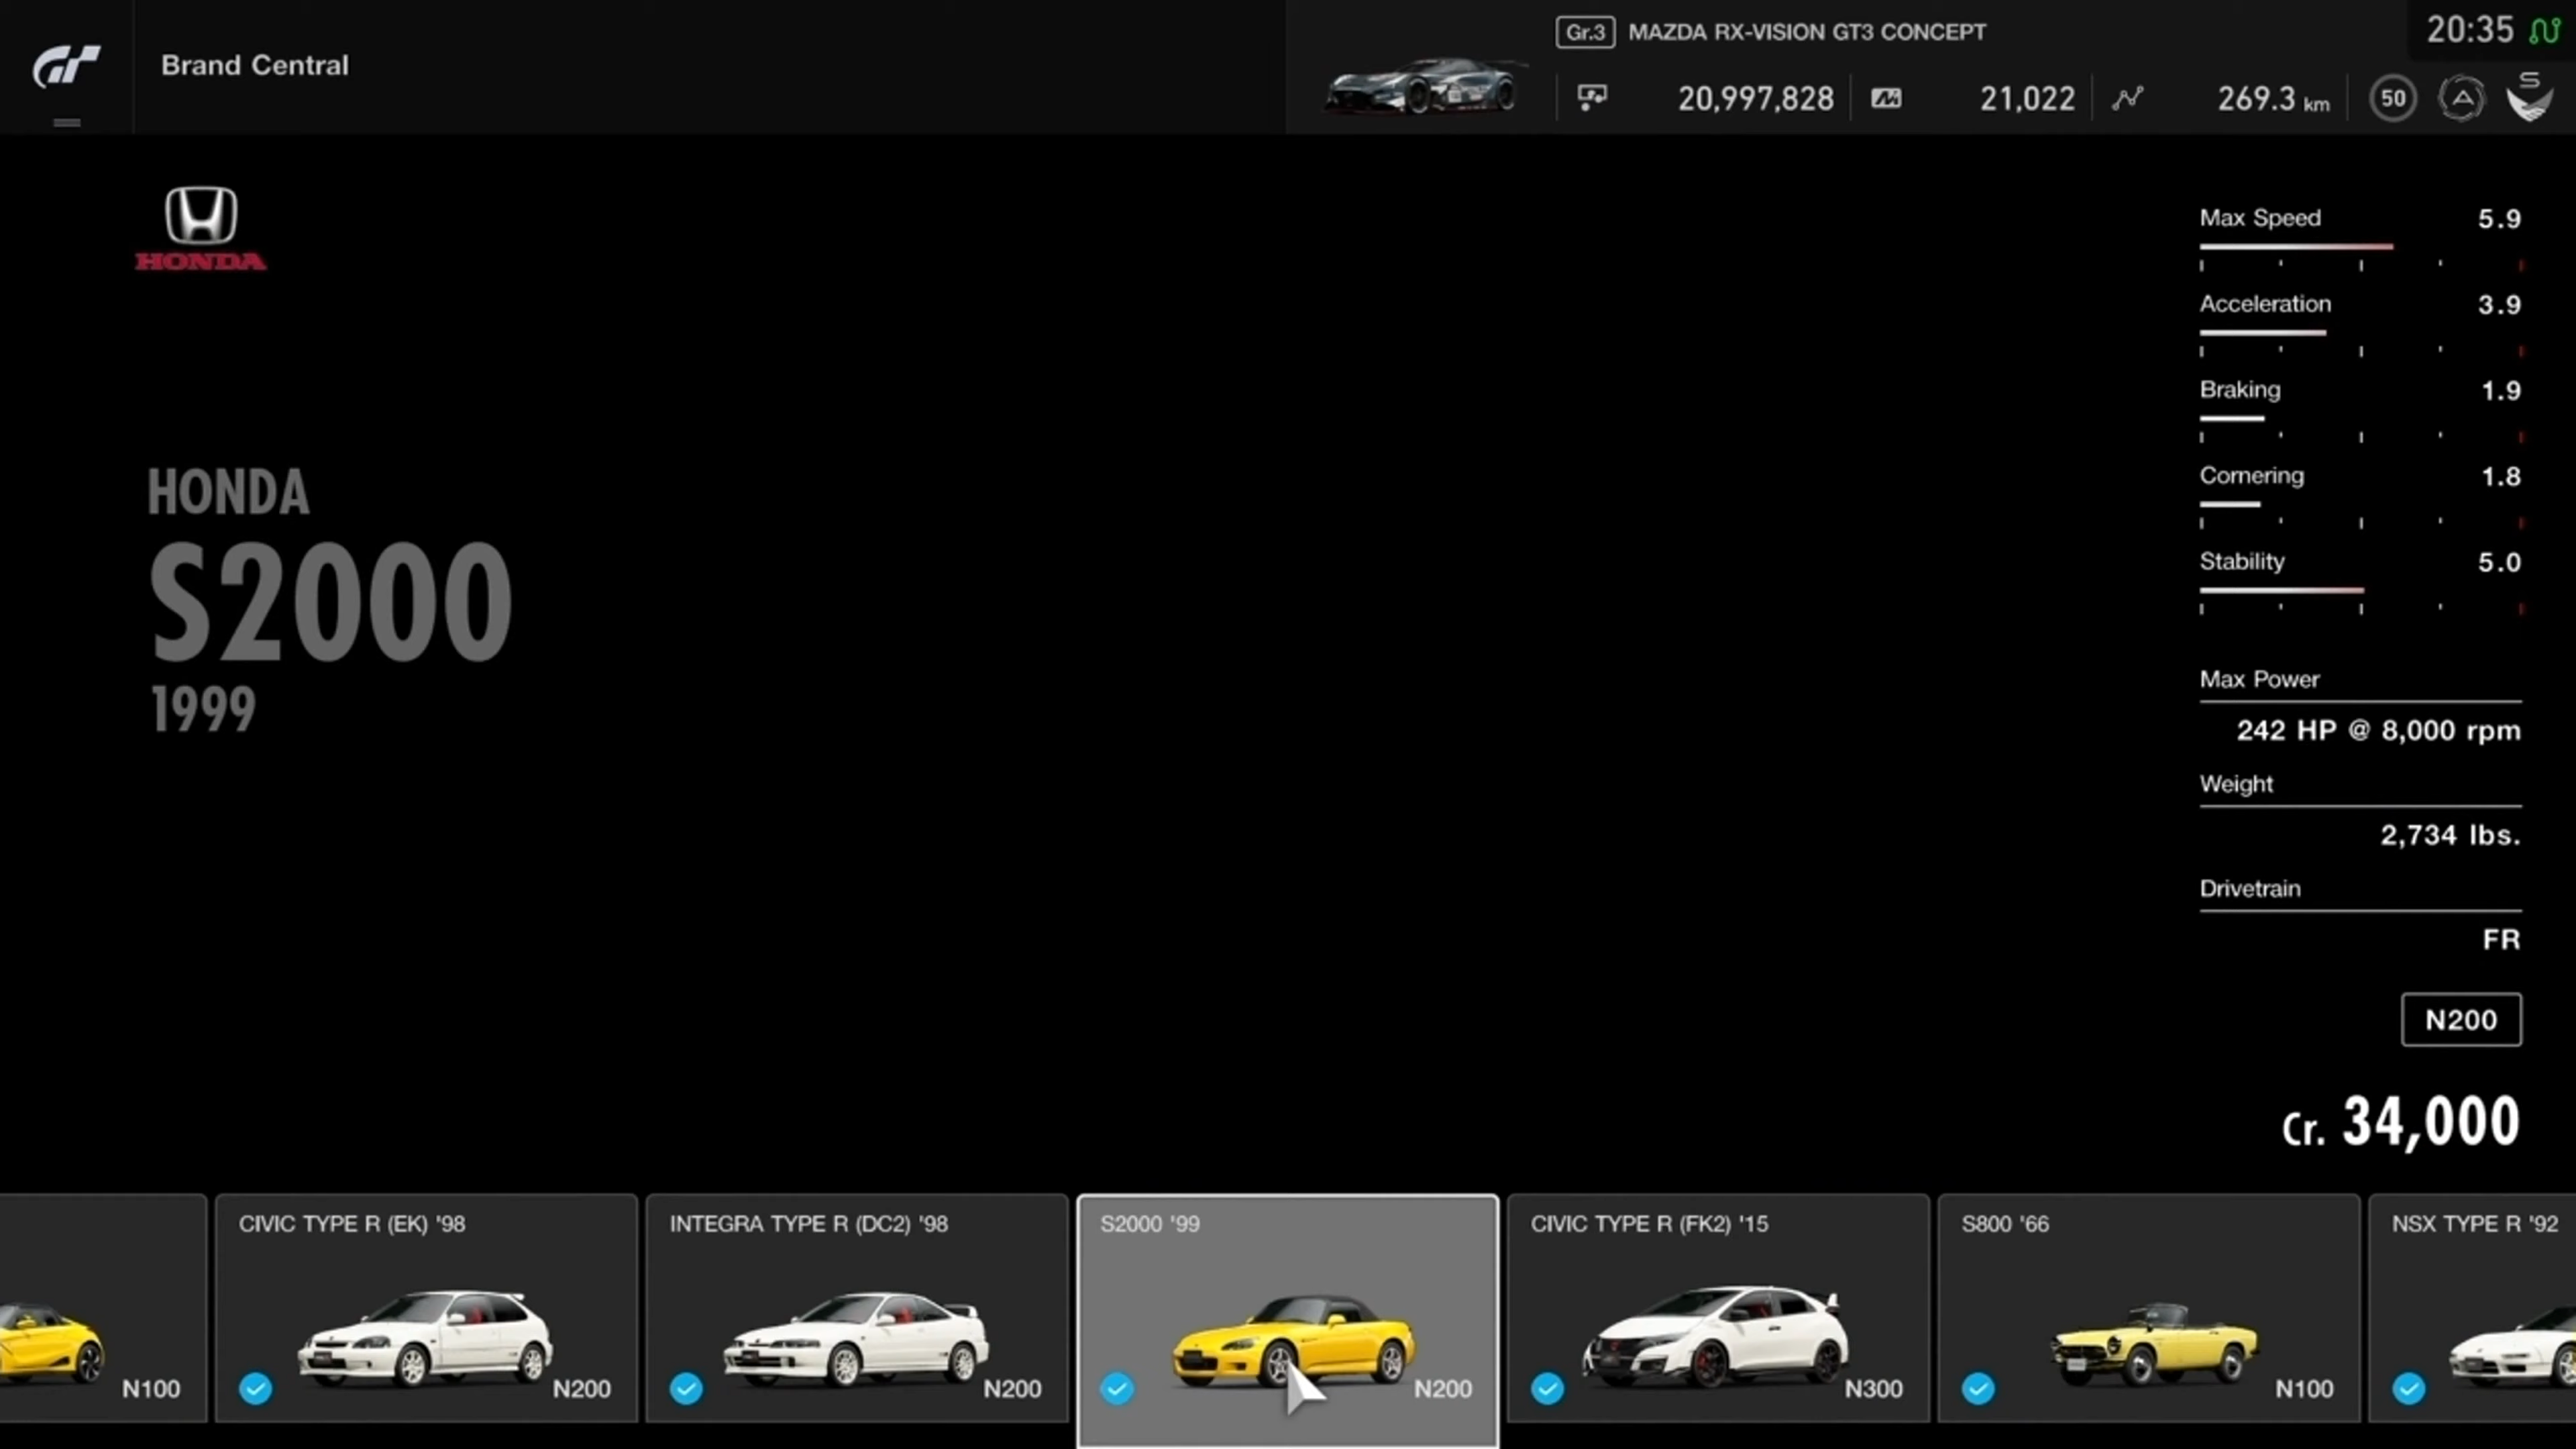 Brand Central
Gr.3 MAZDA RX-VISION GT3 CONCEPT
20:35
20,997,828
21,022
269.3 km
50
A
S
HONDA
HONDA
S2000
1999
Max Speed 5.9
Acceleration 3.9
Braking 1.9
Cornering 1.8
Stability 5.0
Max Power
242 HP @ 8,000 rpm
Weight
2,734 lbs.
Drivetrain
FR
N200
Cr. 34,000
N100
CIVIC TYPE R (EK) '98
N200
INTEGRA TYPE R (DC2) '98
N200
S2000 '99
N200
CIVIC TYPE R (FK2) '15
N300
S800 '66
N100
NSX TYPE R '92